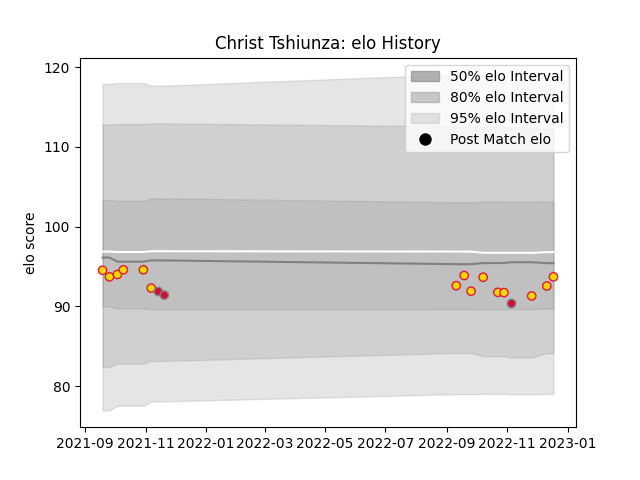 Christ Tshiunza: elo History
120
110
100
90
80
elo score
50% elo Interval
80% elo Interval
95% elo Interval
Post Match elo
2021-09 2021-11 2022-01 2022-03 2022-05 2022-07 2022-09 2022-11 2023-01